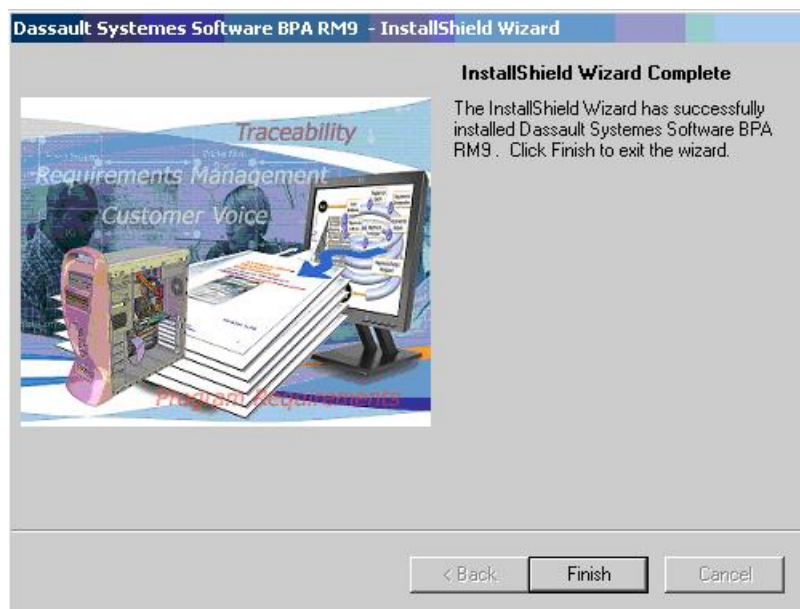 Dassault Systemes Software BPA RM9 - InstallShield Wizard
InstallShield Wizard Complete
The InstallShield Wizard has successfully
installed Dassault Systemes Software BPA
RM9 . Click Finish to exit the wizard.
Traceability
Requirements Management
Customer Voice
Program Requirements
< Back
Finish
Cancel